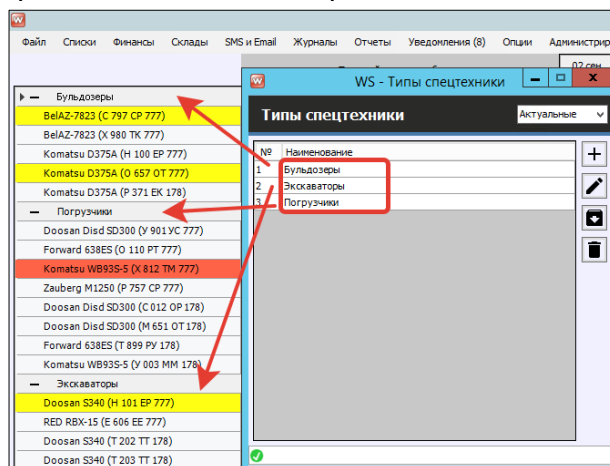 Файл Списки Финансы Склады SMS и Email Журналы Отчеты Уведомления (8) Опции Администрир
02 сен
Бульдозеры
BelAZ-7823 (С 797 СР 777)
BelAZ-7823 (Х 980 ТК 777)
Komatsu D375A (Н 100 ЕР 777)
Komatsu D375A (О 657 ОТ 777)
Komatsu D375A (Р 371 ЕК 178)
Погрузчики
Doosan Disd SD300 (У 901 УС 777)
Forward 638ES (О 110 РТ 777)
Komatsu WB93S-5 (Х 812 ТМ 777)
Zauberg M1250 (Р 757 СР 777)
Doosan Disd SD300 (С 012 ОР 178)
Doosan Disd SD300 (М 651 ОТ 178)
Forward 638ES (Т 899 РУ 178)
Komatsu WB93S-5 (У 003 ММ 178)
Экскаваторы
Doosan S340 (Н 101 ЕР 777)
RED RBX-15 (Е 606 ЕЕ 777)
Doosan S340 (Т 202 ТТ 178)
Doosan S340 (Т 203 ТТ 178)
WS - Типы спецтехники
Типы спецтехники Актуальные
№ Наименование
1 Бульдозеры
2 Экскаваторы
3 Погрузчики